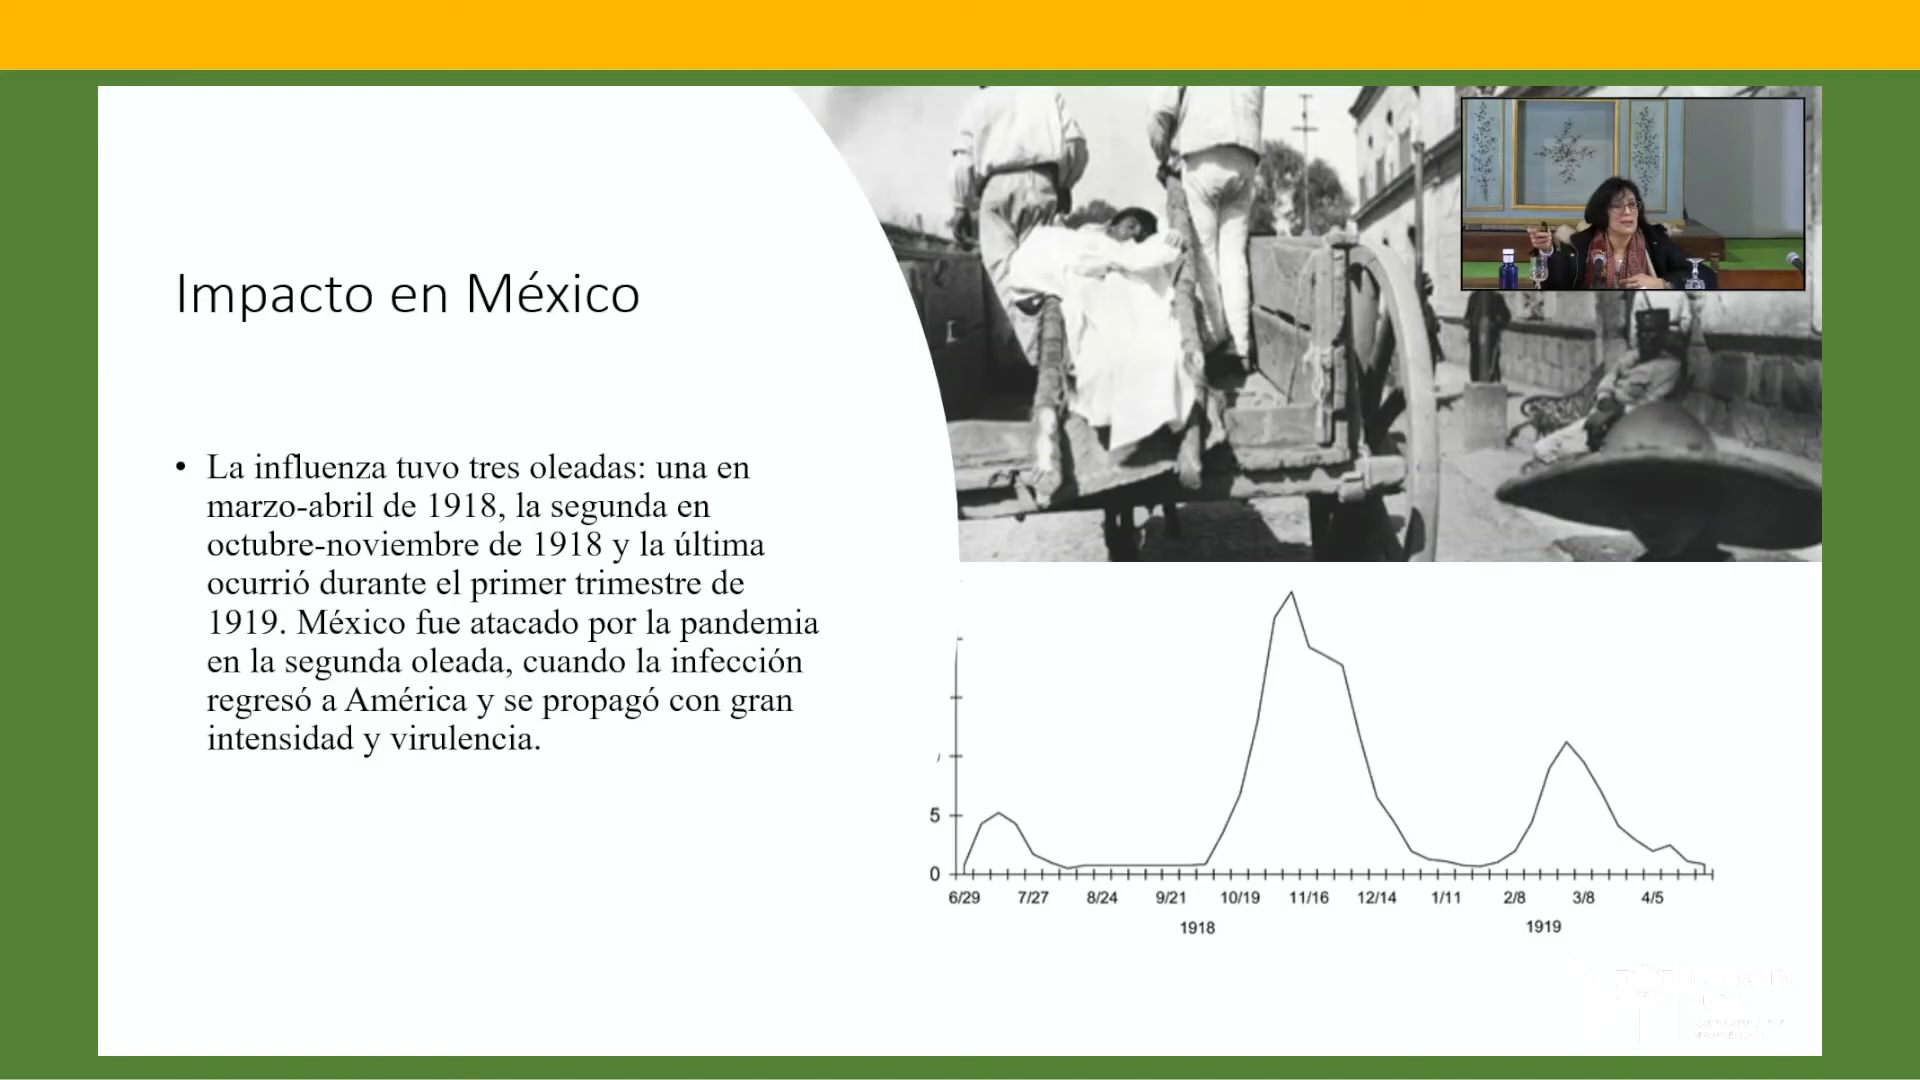 Impacto en México
• La influenza tuvo tres oleadas: una en
marzo-abril de 1918, la segunda en
octubre-noviembre de 1918 y la última
ocurrió durante el primer trimestre de
1919. México fue atacado por la pandemia
en la segunda oleada, cuando la infección
regresó a América y se propagó con gran
intensidad y virulencia.
5
0
6/29 7/27 8/24 9/21 10/19 11/16 12/14 1/11 2/8 3/8 4/5
1918 1919